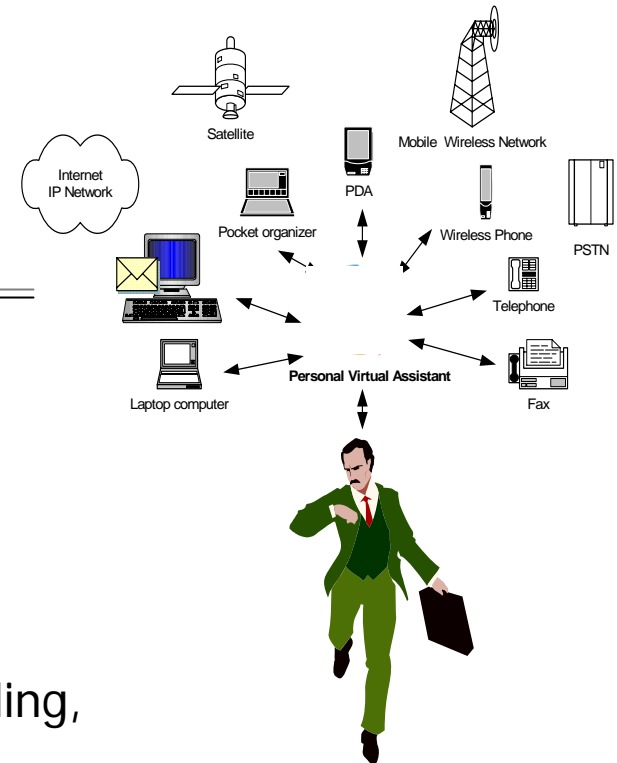 Satellite
Mobile Wireless Network
Internet
IP Network
PDA
Pocket organizer
Wireless Phone
PSTN
Telephone
Personal Virtual Assistant
Laptop computer
Fax
ling,